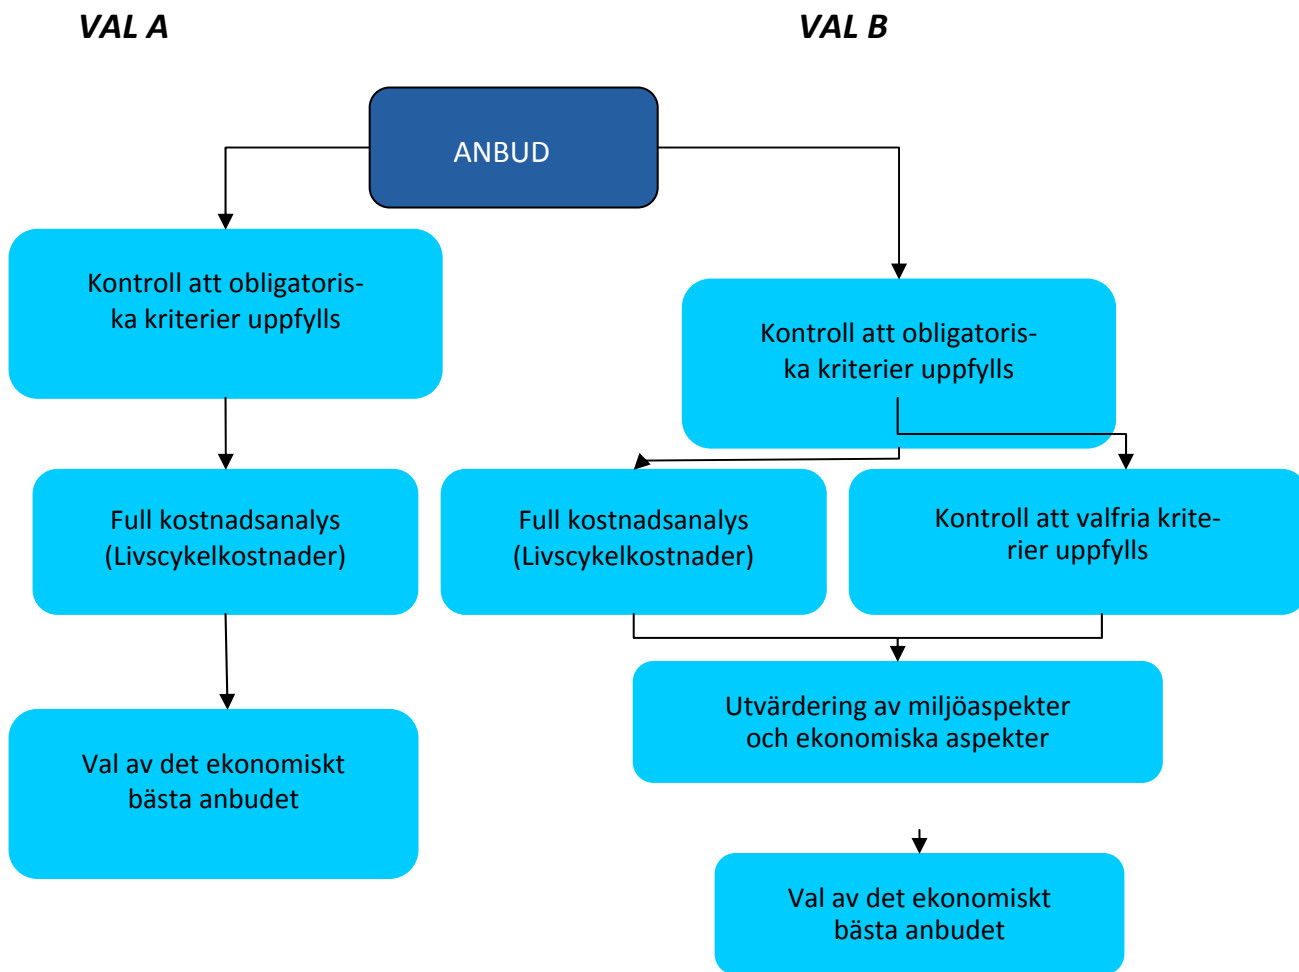 VAL A
VAL B
ANBUD
Kontroll att obligatoris-
ka kriterier uppfylls
Kontroll att obligatoris-
ka kriterier uppfylls
Full kostnadsanalys
(Livscykelkostnader)
Full kostnadsanalys
(Livscykelkostnader)
Kontroll att valfria krite-
rier uppfylls
Utvärdering av miljöaspekter
och ekonomiska aspekter
Val av det ekonomiskt
bästa anbudet
Val av det ekonomiskt
bästa anbudet